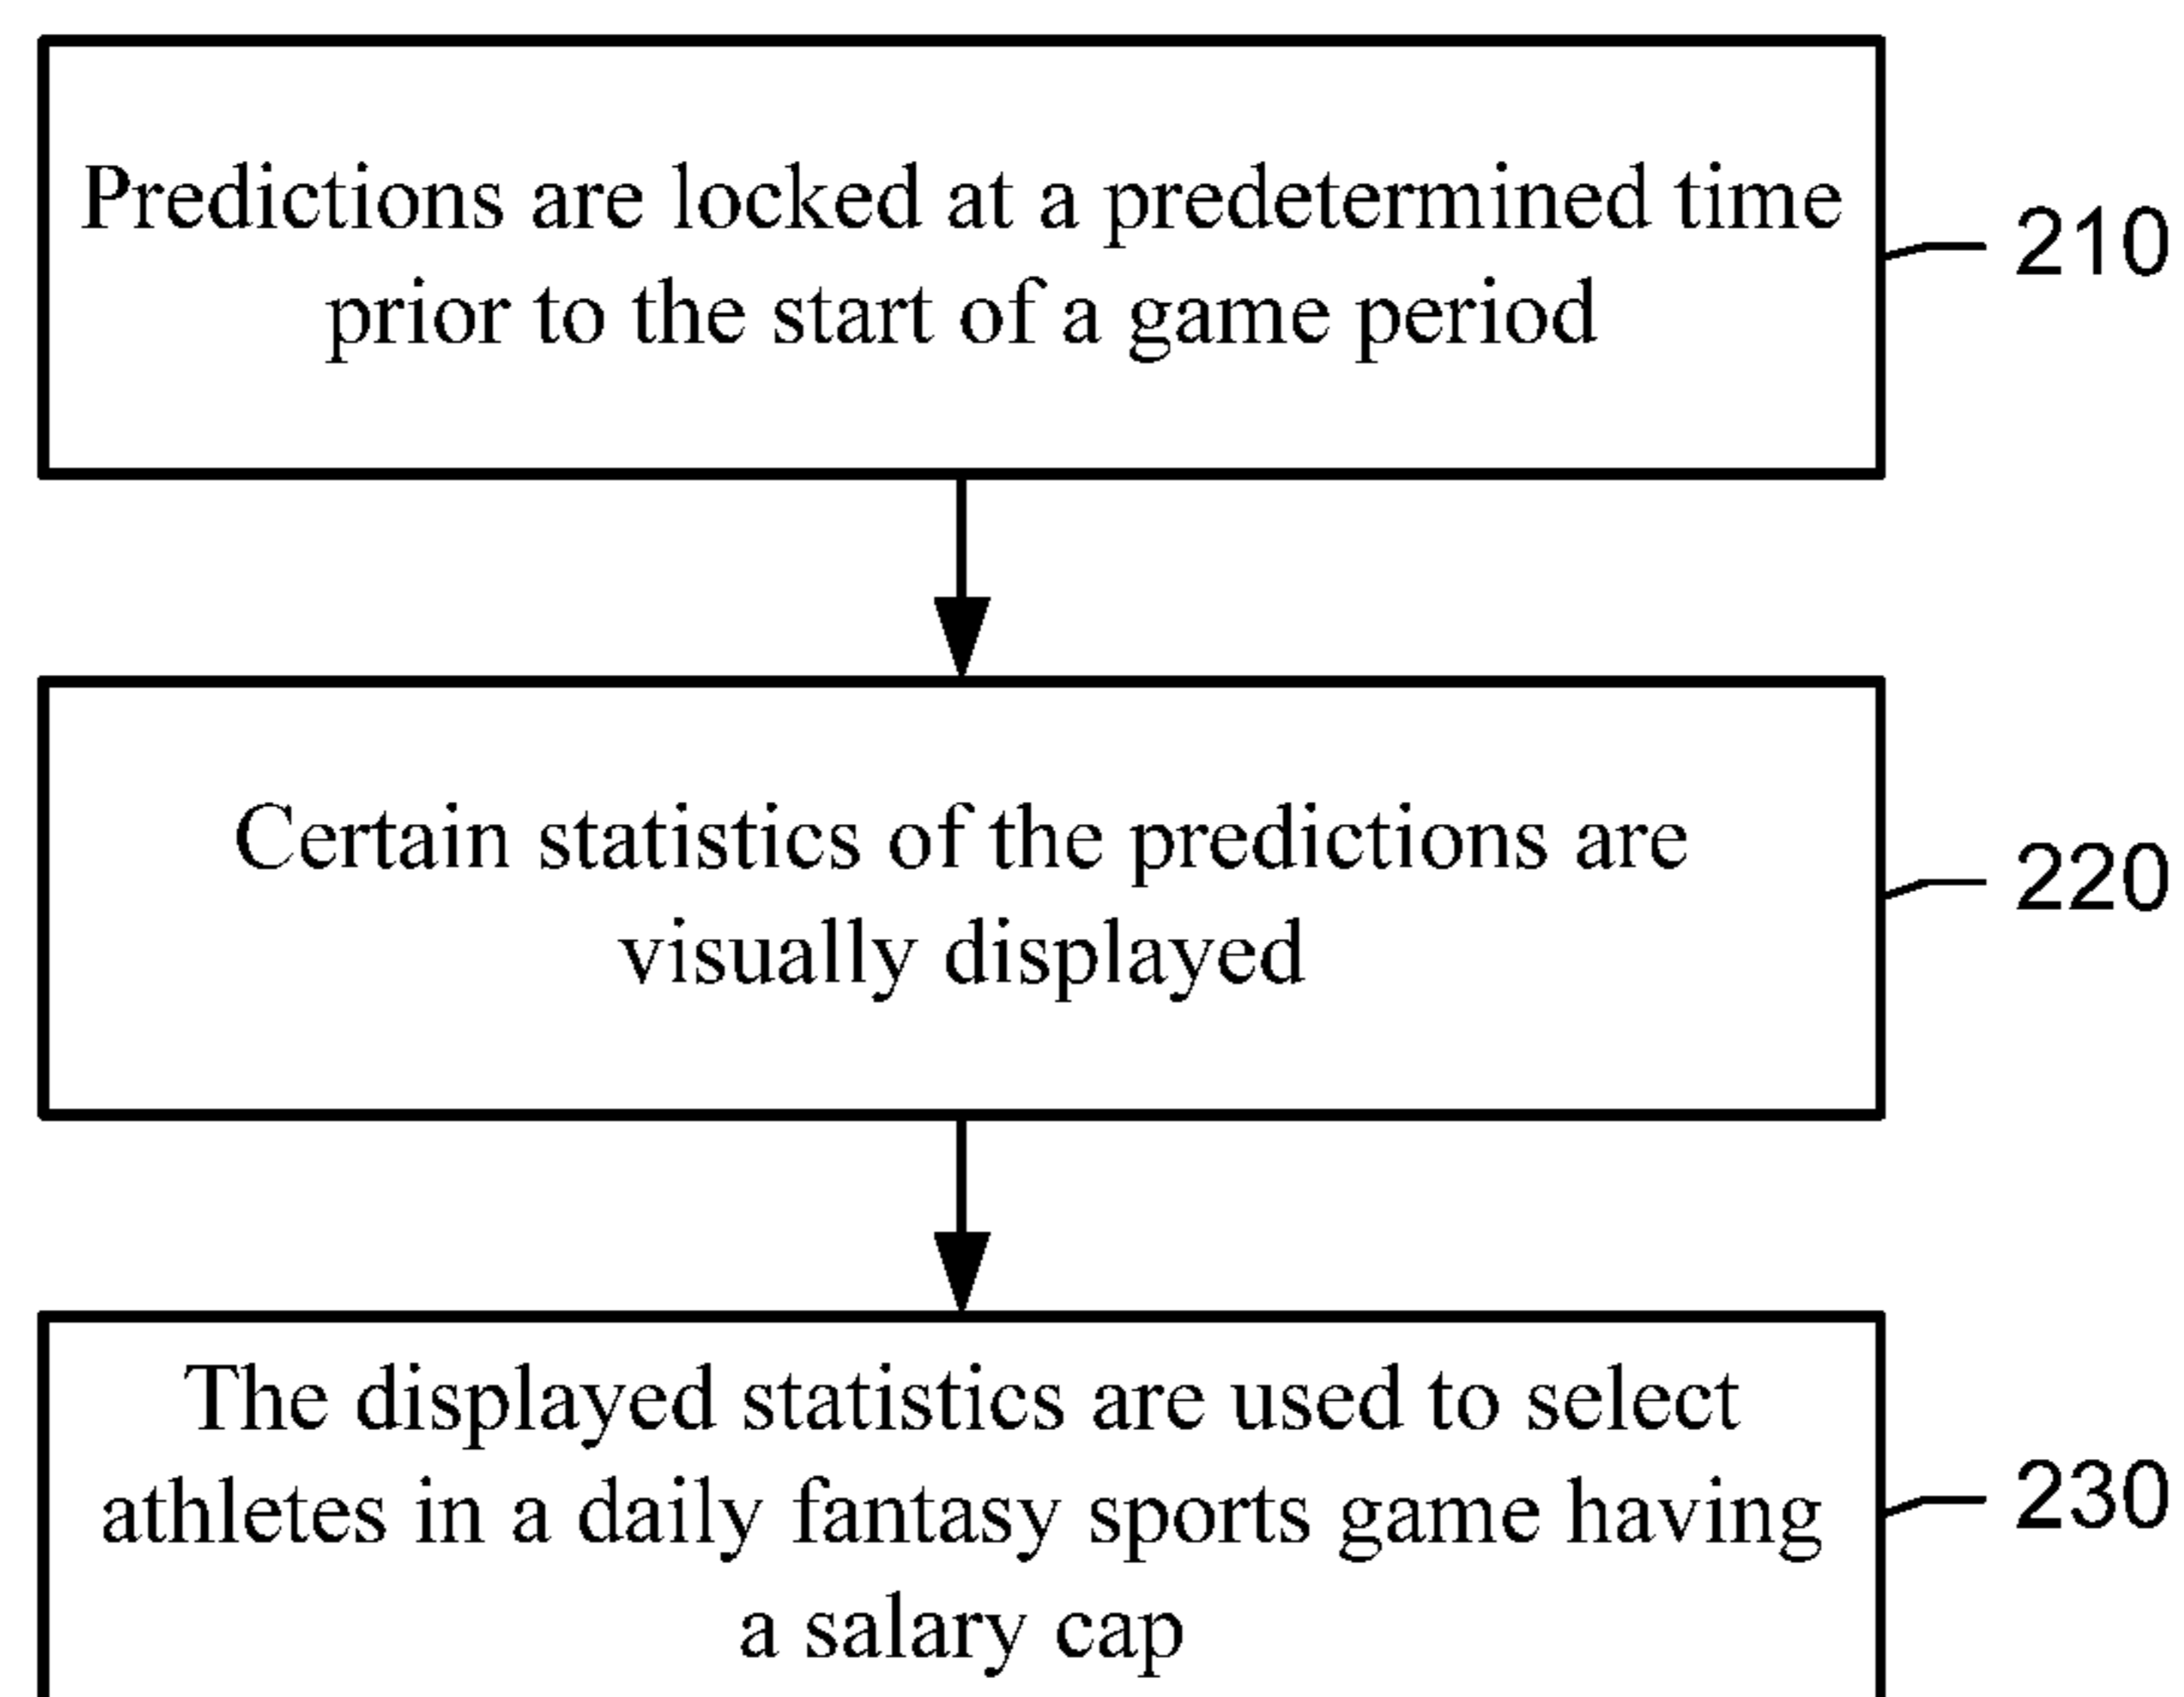 Predictions are locked at a predetermined time
prior to the start of a game period
210
Certain statistics of the predictions are
visually displayed
220
The displayed statistics are used to select
athletes in a daily fantasy sports game having
a salary cap
230